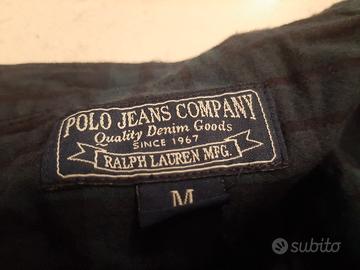 POLO JEANS COMPANY
Quality Denim Goods
SINCE 1967
RALPH LAUREN MFG.
M
subito